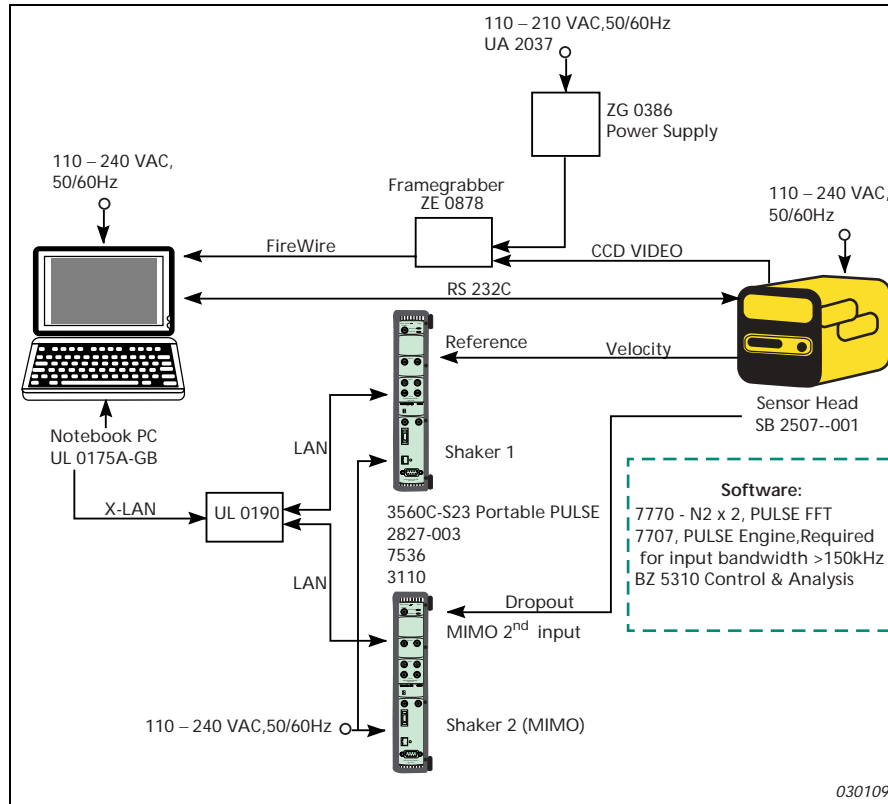 110 – 210 VAC,50/60Hz
UA 2037
ZG 0386
Power Supply
110 – 240 VAC,
50/60Hz
Framegrabber
ZE 0878
110 – 240 VAC,
50/60Hz
FireWire
CCD VIDEO
RS 232C
Reference
Velocity
Sensor Head
SB 2507--001
Notebook PC
UL 0175A-GB
LAN
Shaker 1
X-LAN
UL 0190
3560C-S23 Portable PULSE
2827-003
7536
3110
Software:
7770 - N2 x 2, PULSE FFT
7707, PULSE Engine,Required
for input bandwidth >150kHz
BZ 5310 Control & Analysis
LAN
Dropout
MIMO 2nd input
110 – 240 VAC,50/60Hz
Shaker 2 (MIMO)
030109